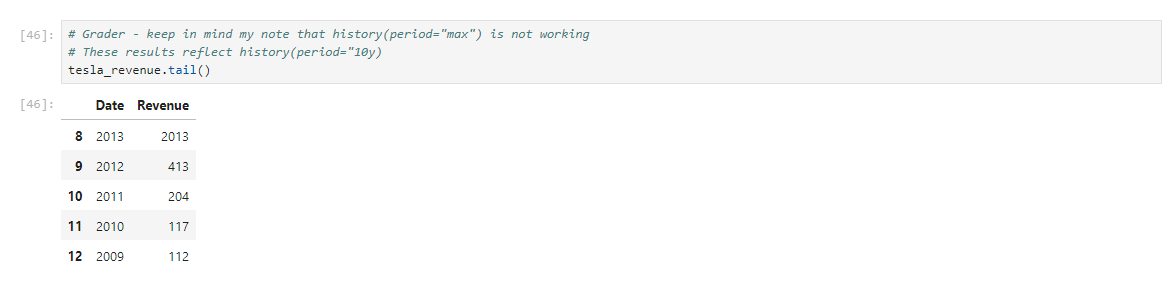 [46]: # Grader - keep in mind my note that history(period="max") is not working
# These results reflect history(period="10y)
tesla_revenue.tail()
[46]: Date Revenue
8 2013 2013
9 2012 413
10 2011 204
11 2010 117
12 2009 112